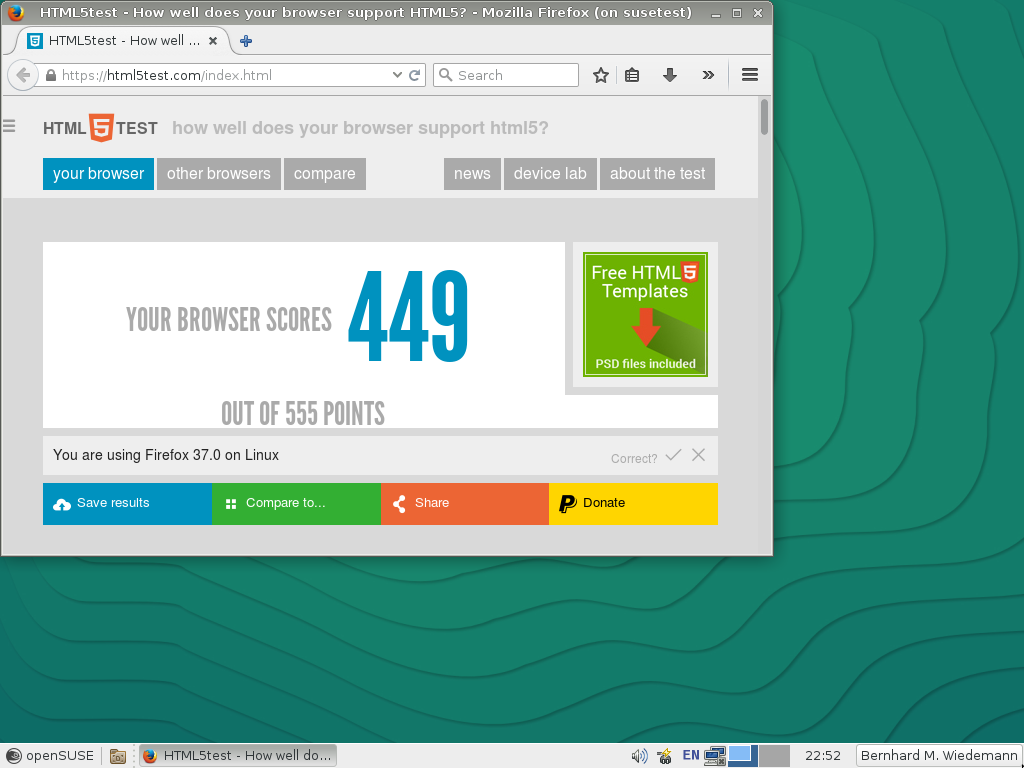 HTML5test - How well does your browser support HTML5? - Mozilla Firefox (on susetest)
HTML5test - How well ...
https://html5test.com/index.html
Search
HTML 5 TEST how well does your browser support html5?
your browser other browsers compare news device lab about the test
YOUR BROWSER SCORES 449
OUT OF 555 POINTS
Free HTML5
Templates
PSD files included
You are using Firefox 37.0 on Linux
Correct?
Save results Compare to... Share Donate
openSUSE HTML5test - How well do... EN 22:52 Bernhard M. Wiedemann